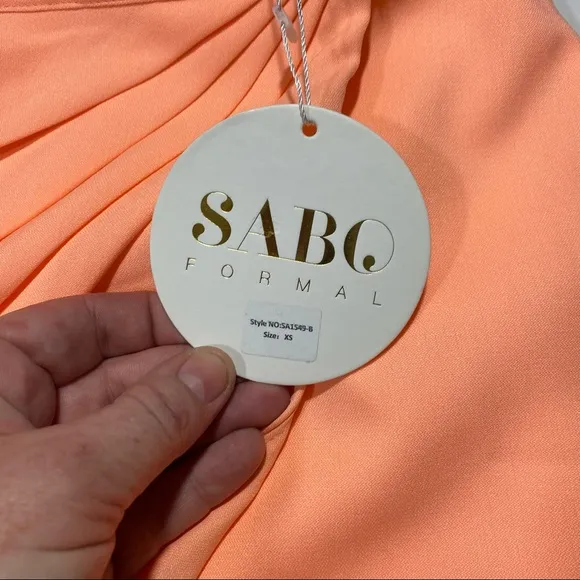 SABO
FORMAL
Style NO:SA1549-B
Size: XS